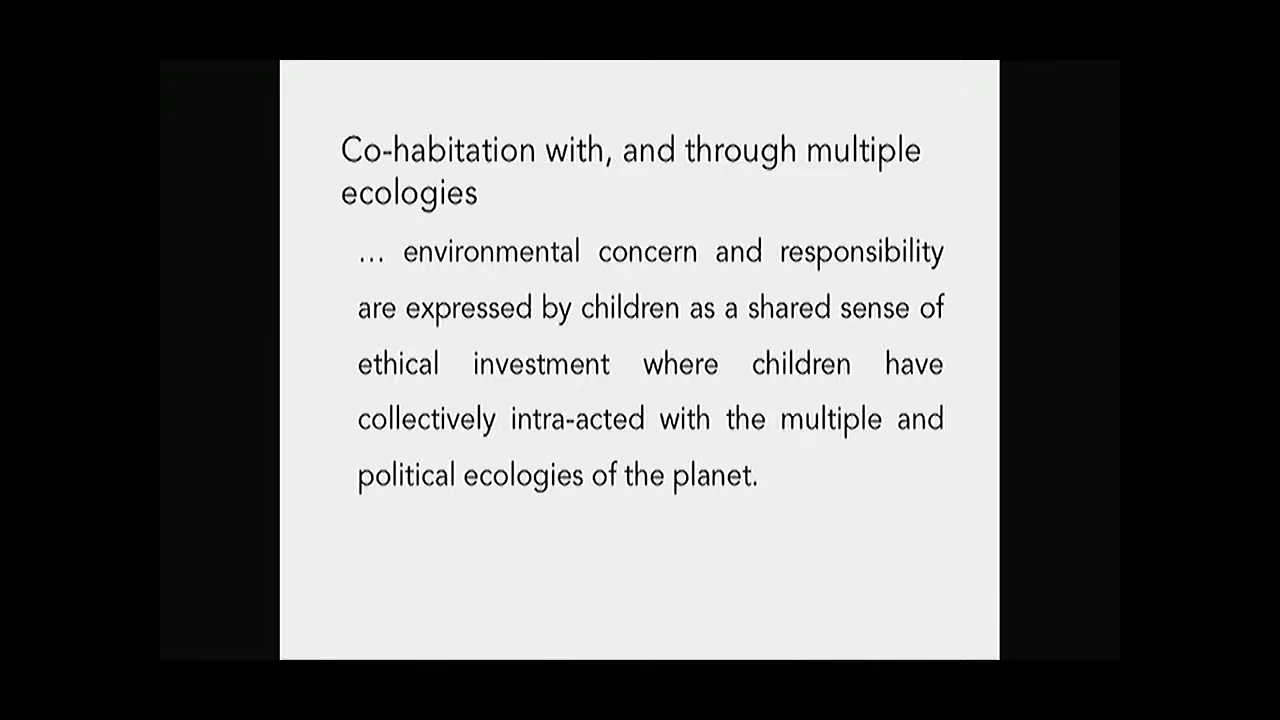 Co-habitation with, and through multiple
ecologies
… environmental concern and responsibility
are expressed by children as a shared sense of
ethical investment where children have
collectively intra-acted with the multiple and
political ecologies of the planet.